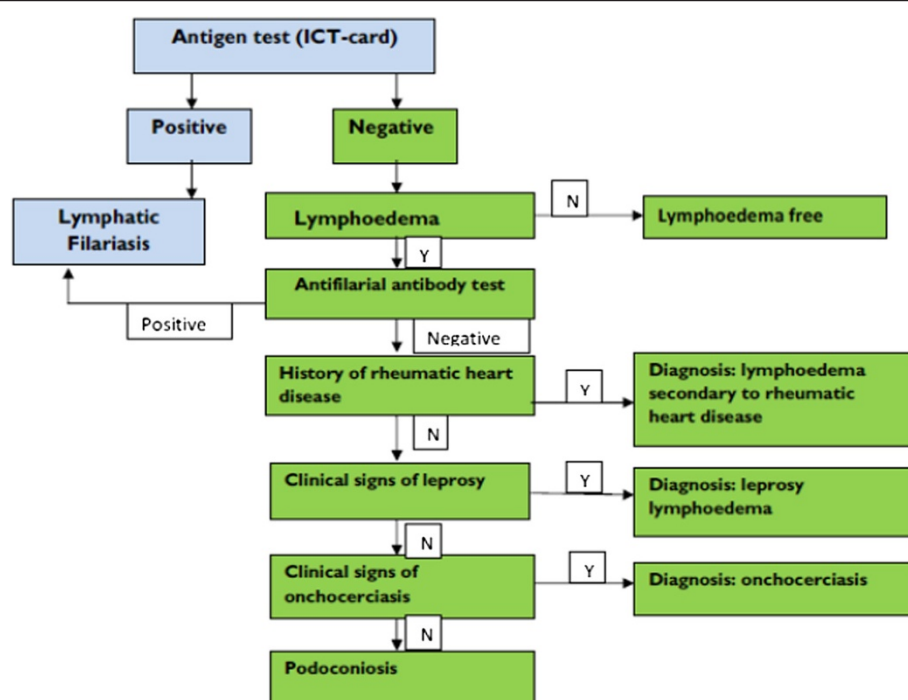 Antigen test (ICT-card)
Positive
Negative
Lymphatic
Filariasis
Lymphoedema
N
Lymphoedema free
Y
Antifilarial antibody test
Positive
Negative
History of rheumatic heart
disease
Y
Diagnosis: lymphoedema
secondary to rheumatic
heart disease
N
Clinical signs of leprosy
Y
Diagnosis: leprosy
lymphoedema
N
Clinical signs of
onchocerciasis
Y
Diagnosis: onchocerciasis
N
Podoconiosis